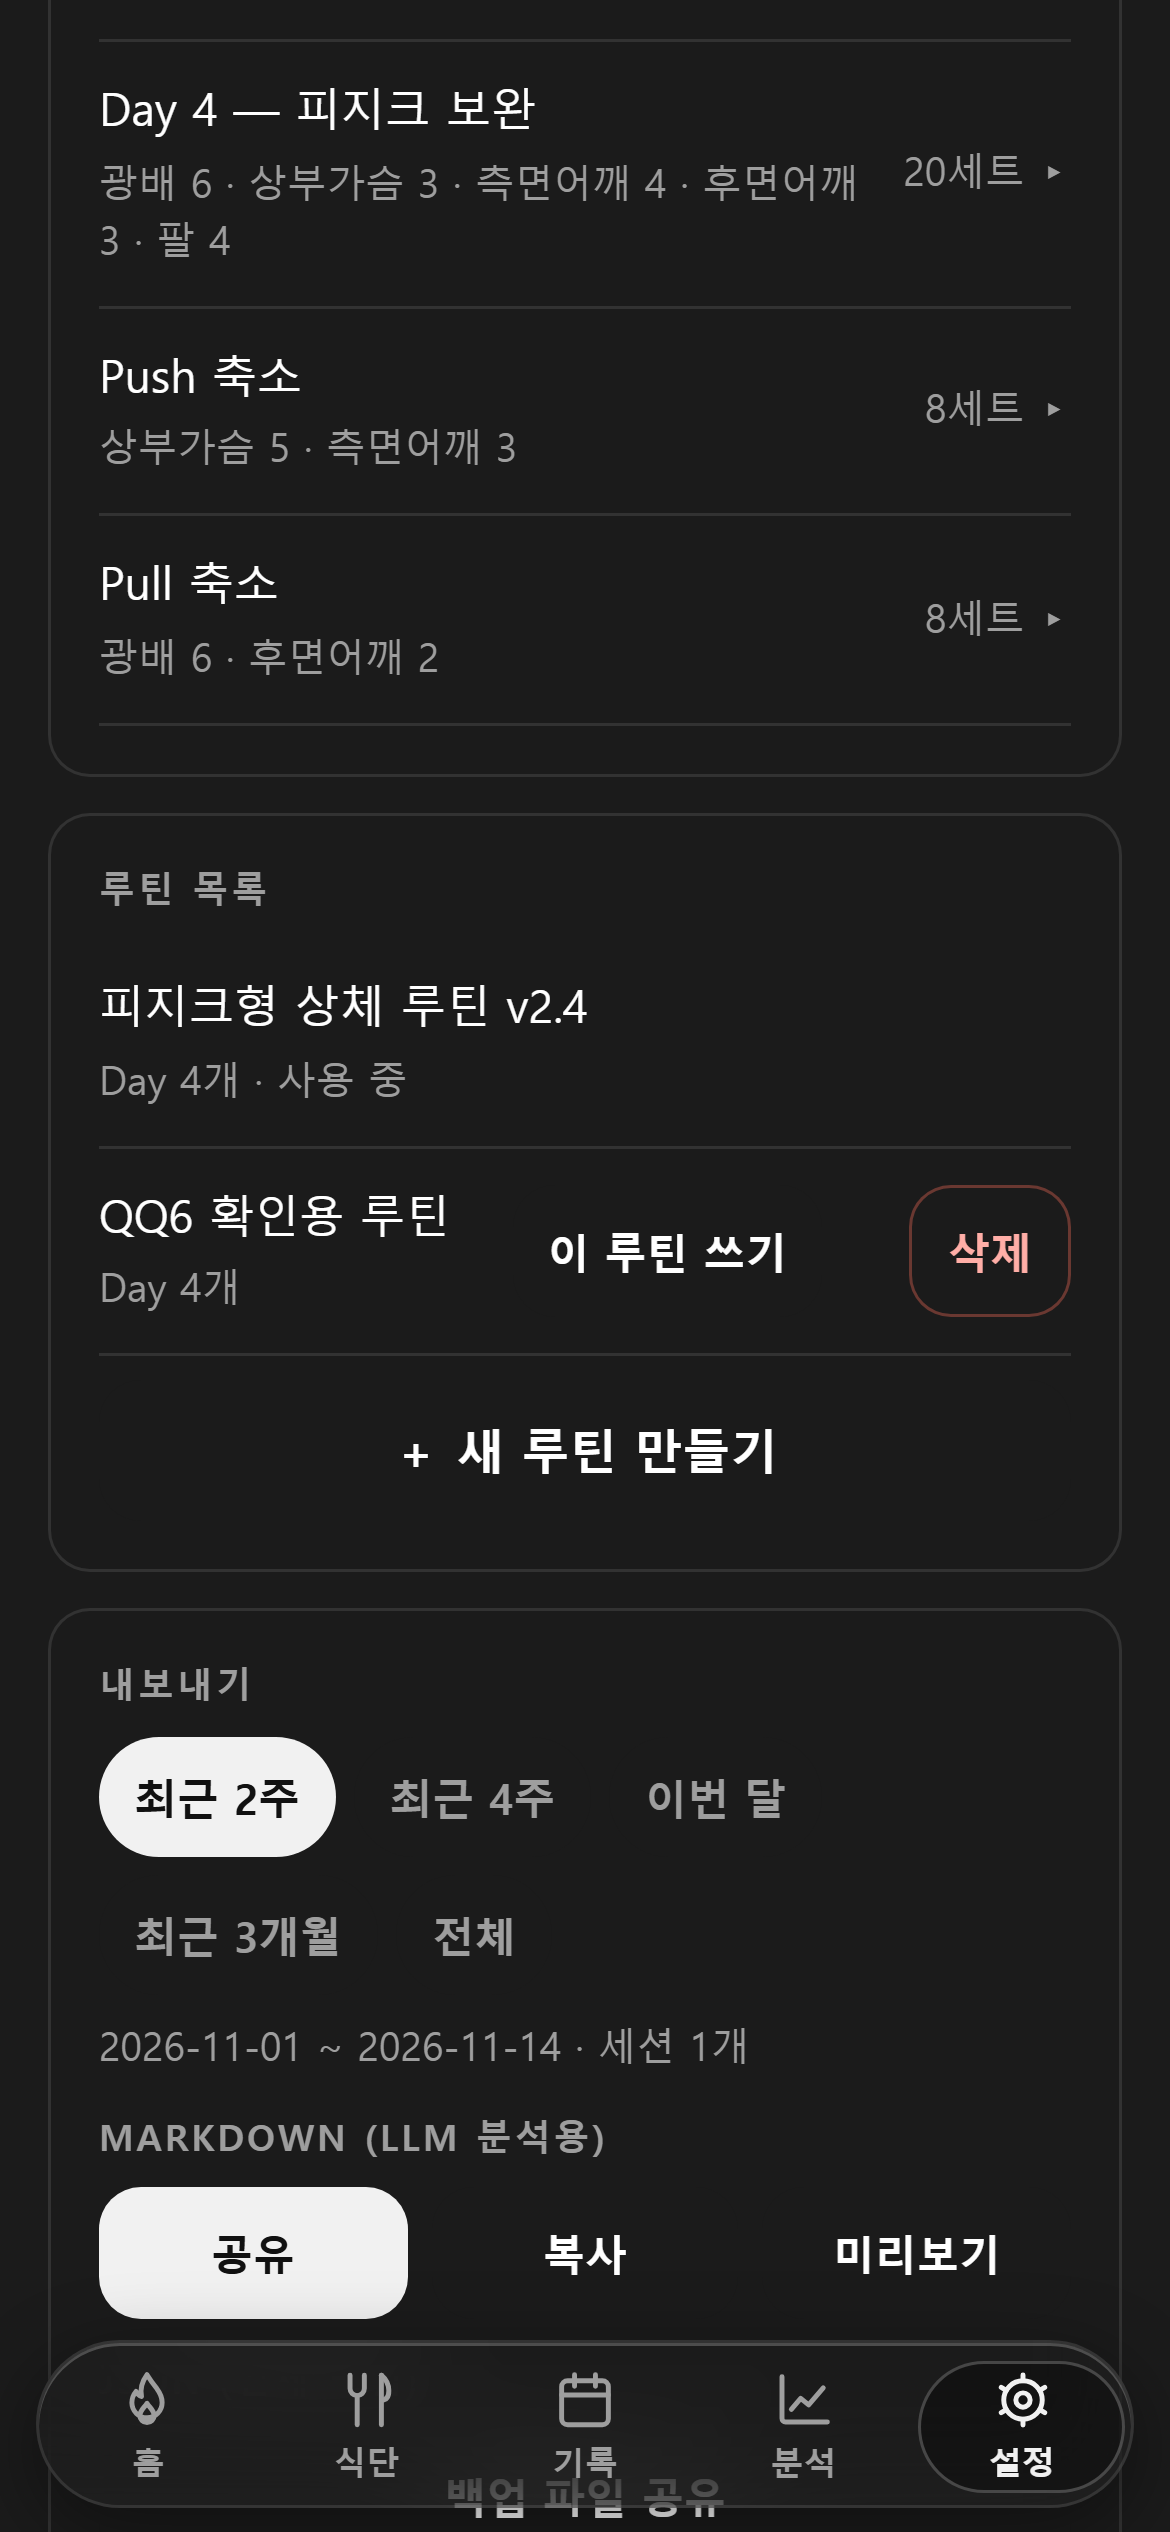 Day 4 — 피지크 보완
광배 6 · 상부가슴 3 · 측면어깨 4 · 후면어깨
3 · 팔 4
20세트 ▸
Push 축소
상부가슴 5 · 측면어깨 3
8세트 ▸
Pull 축소
광배 6 · 후면어깨 2
8세트 ▸
루틴 목록
피지크형 상체 루틴 v2.4
Day 4개 · 사용 중
QQ6 확인용 루틴
Day 4개
이 루틴 쓰기
삭제
+ 새 루틴 만들기
내보내기
최근 2주 최근 4주 이번 달
최근 3개월 전체
2026-11-01 ~ 2026-11-14 · 세션 1개
MARKDOWN (LLM 분석용)
공유 복사 미리보기
홈 식단 기록 분석 설정
백업 파일 공유